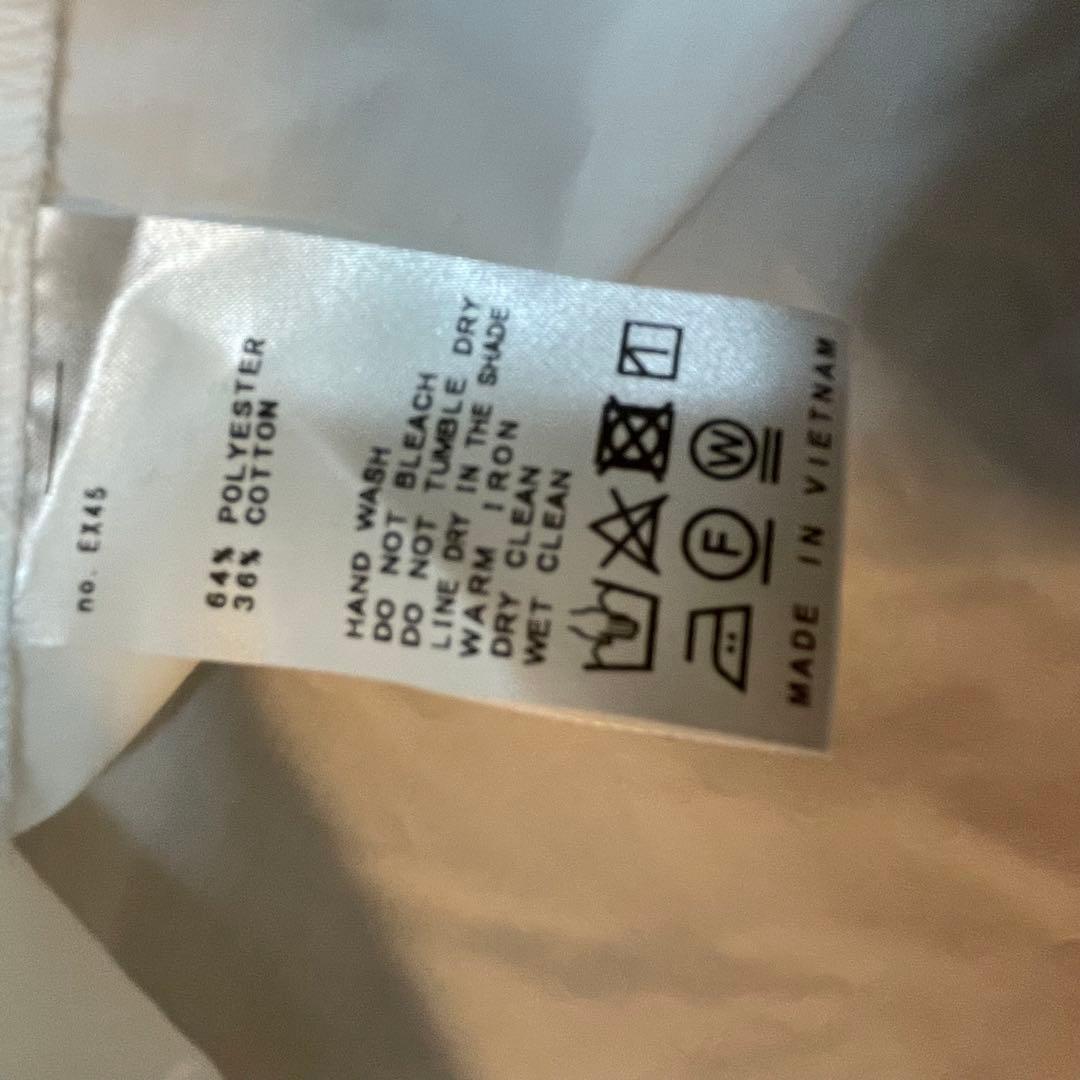 no. EX45
64% POLYESTER
36% COTTON
HAND WASH
DO NOT BLEACH
DO NOT TUMBLE DRY
LINE DRY IN THE SHADE
WARM IRON
DRY CLEAN
WET CLEAN
F W
MADE IN VIETNAM